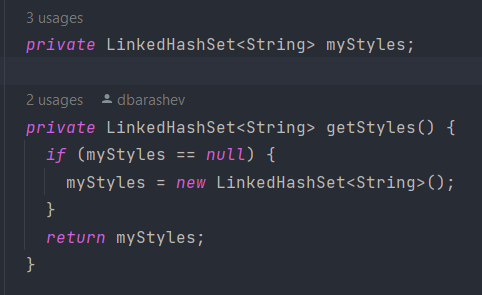 3 usages
private LinkedHashSet<String> myStyles;
2 usages dbarashev
private LinkedHashSet<String> getStyles() {
if (myStyles == null) {
myStyles = new LinkedHashSet<String>();
}
return myStyles;
}